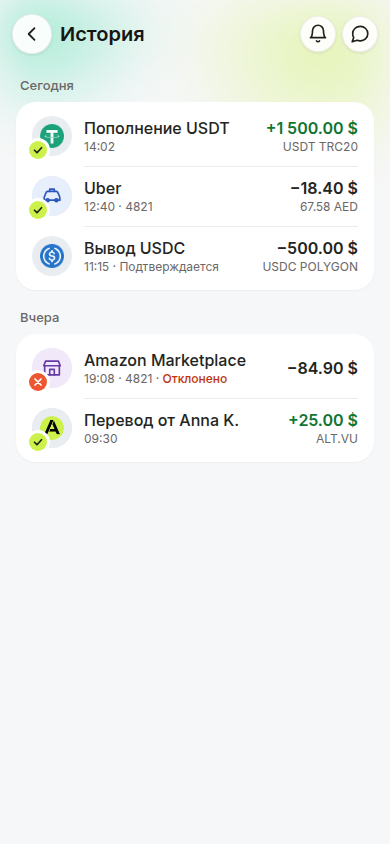 История
Сегодня
Пополнение USDT +1 500.00 $
14:02 USDT TRC20
Uber −18.40 $
12:40 · 4821 67.58 AED
Вывод USDC −500.00 $
11:15 · Подтверждается USDC POLYGON
Вчера
Amazon Marketplace −84.90 $
19:08 · 4821 · Отклонено
Перевод от Anna K. +25.00 $
09:30 ALT.VU